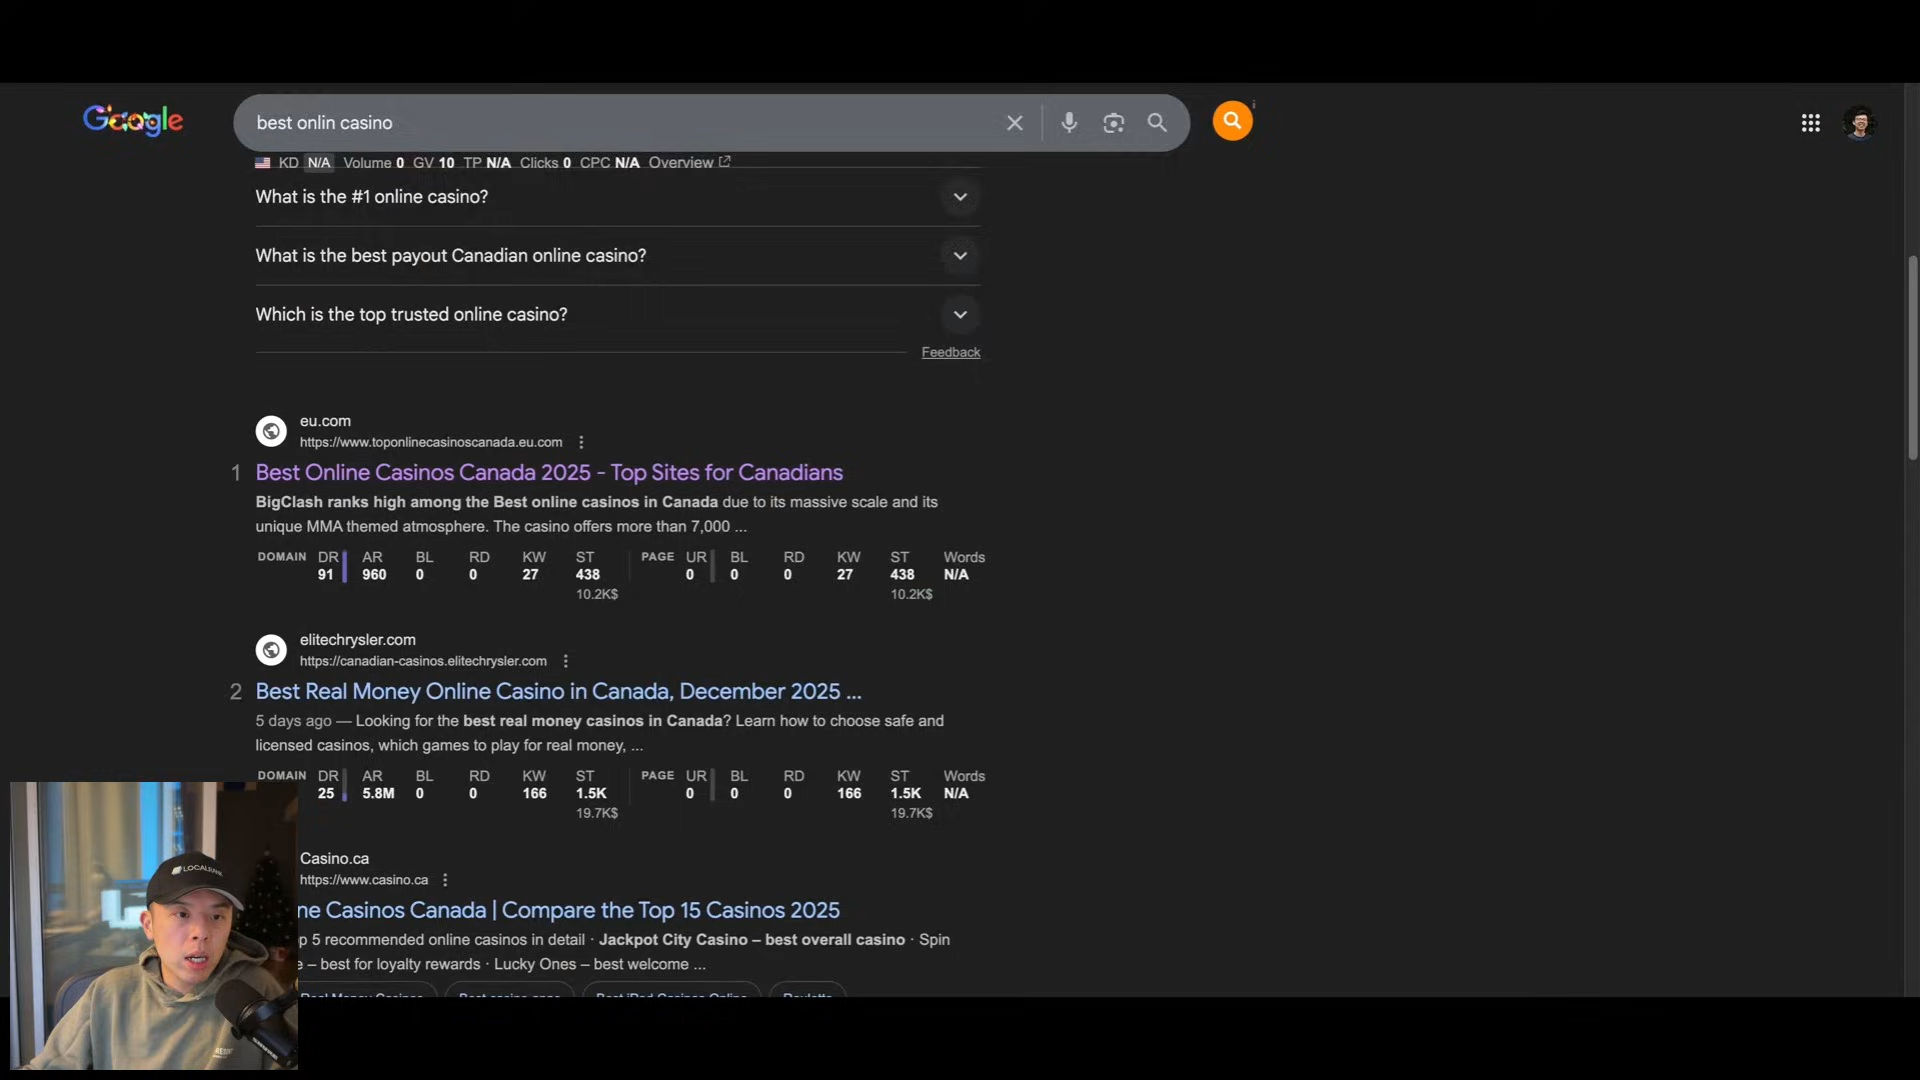 Google
best onlin casino
KD N/A Volume 0 GV 10 TP N/A Clicks 0 CPC N/A Overview
What is the #1 online casino?
What is the best payout Canadian online casino?
Which is the top trusted online casino?
Feedback
eu.com
https://www.toponlinecasinoscanada.eu.com
1 Best Online Casinos Canada 2025 - Top Sites for Canadians
BigClash ranks high among the Best online casinos in Canada due to its massive scale and its
unique MMA themed atmosphere. The casino offers more than 7,000 ...
DOMAIN DR AR BL RD KW ST PAGE UR BL RD KW ST Words
91 960 0 0 27 438 0 0 0 27 438 N/A
10.2K$ 10.2K$
elitechrysler.com
https://canadian-casinos.elitechrysler.com
2 Best Real Money Online Casino in Canada, December 2025 ...
5 days ago — Looking for the best real money casinos in Canada? Learn how to choose safe and
licensed casinos, which games to play for real money, ...
DOMAIN DR AR BL RD KW ST PAGE UR BL RD KW ST Words
25 5.8M 0 0 166 1.5K 0 0 0 166 1.5K N/A
19.7K$ 19.7K$
Casino.ca
https://www.casino.ca
ne Casinos Canada | Compare the Top 15 Casinos 2025
p 5 recommended online casinos in detail · Jackpot City Casino – best overall casino · Spin
e – best for loyalty rewards · Lucky Ones – best welcome ...
Real Money Casinos Best casino apps Best iPad Casinos Online Roulette